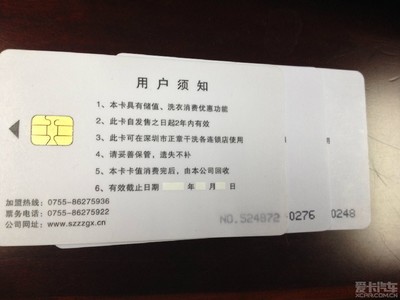 用户须知
1、本卡具有储值、洗衣消费优惠功能
2、此卡自发售之日起2年内有效
3、此卡可在深圳市正章干洗各连锁店使用
4、请妥善保管，遗失不补
5、本卡卡值消费完后，由本公司回收
6、有效截止日期 年 月 日
加盟热线：0755-86275936
票务电话：0755-86275922
公司网址：www.szzzgx.cn
NO.524872
0276
0248
爱卡汽车
XCAR.COM.CN